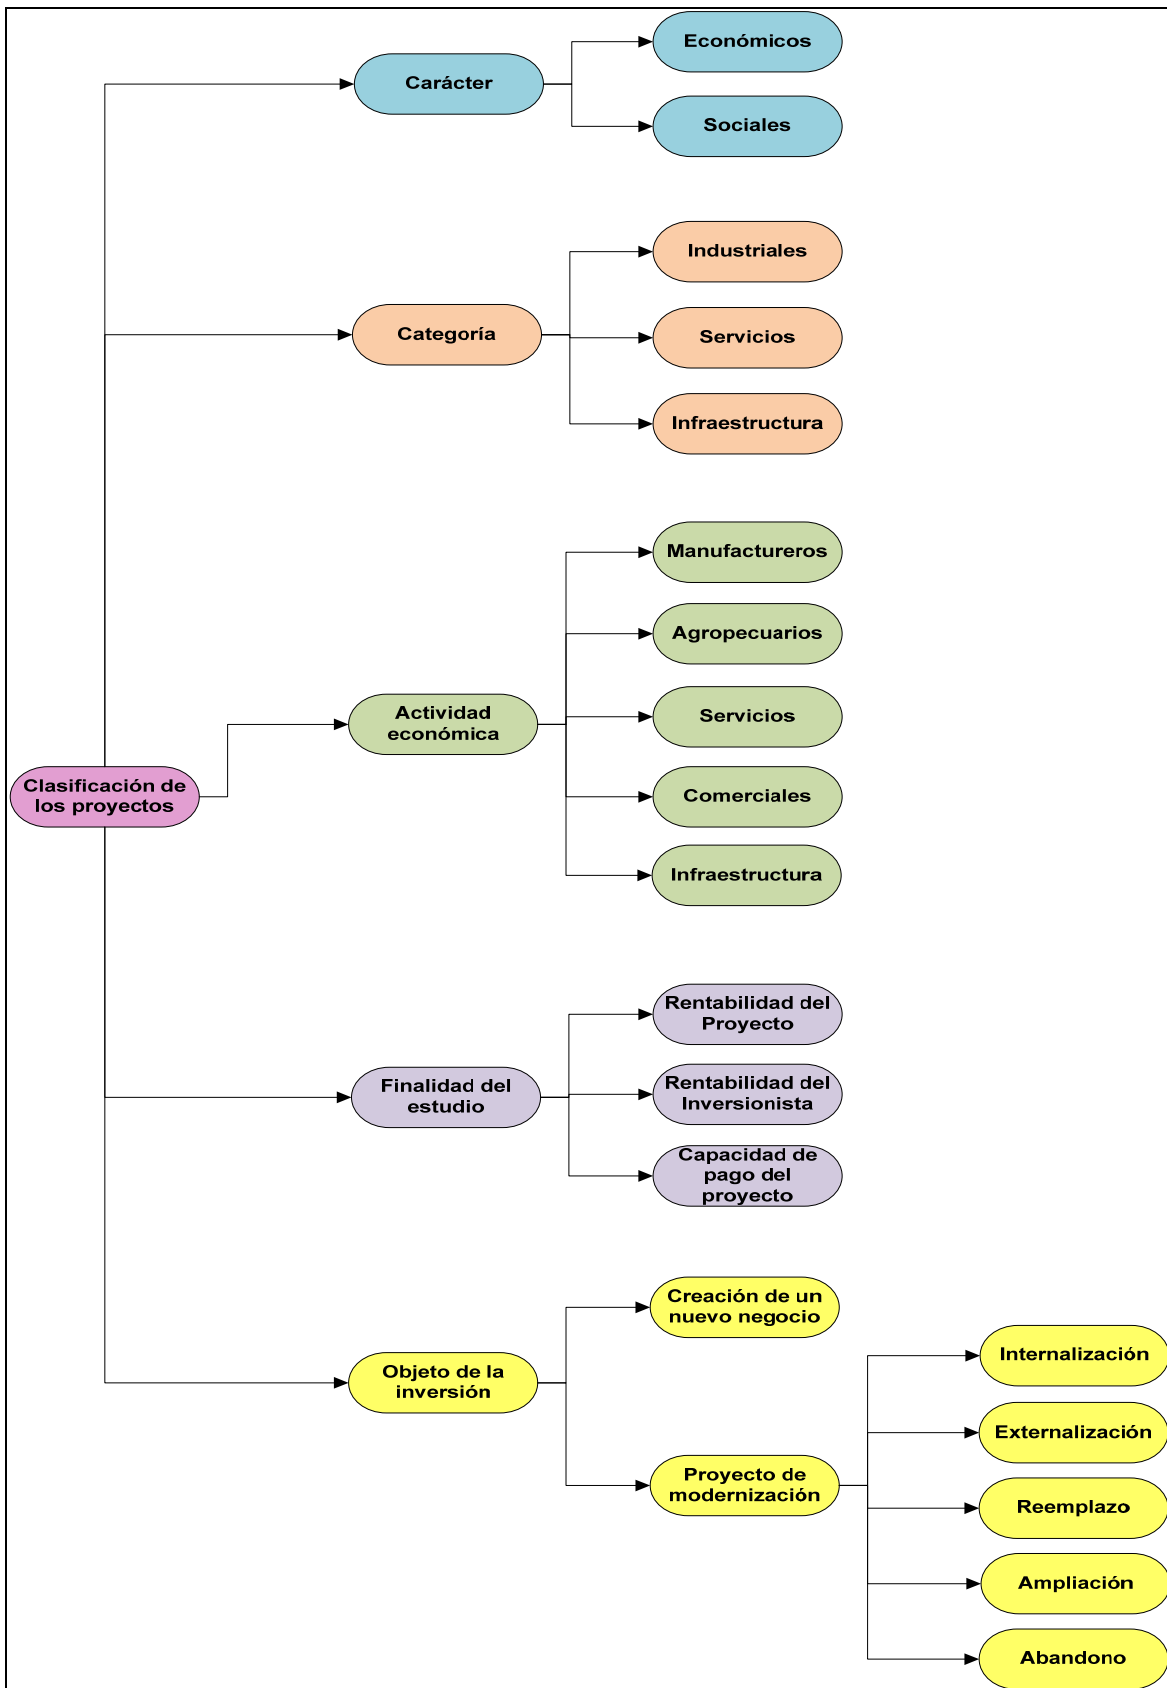 Económicos
Carácter
Sociales
Industriales
Categoría
Servicios
Infraestructura
Manufactureros
Agropecuarios
Actividad
económica
Servicios
Clasificación de
los proyectos
Comerciales
Infraestructura
Rentabilidad del
Proyecto
Finalidad del
estudio
Rentabilidad del
Inversionista
Capacidad de
pago del
proyecto
Creación de un
nuevo negocio
Objeto de la
inversión
Proyecto de
modernización
Internalización
Externalización
Reemplazo
Ampliación
Abandono